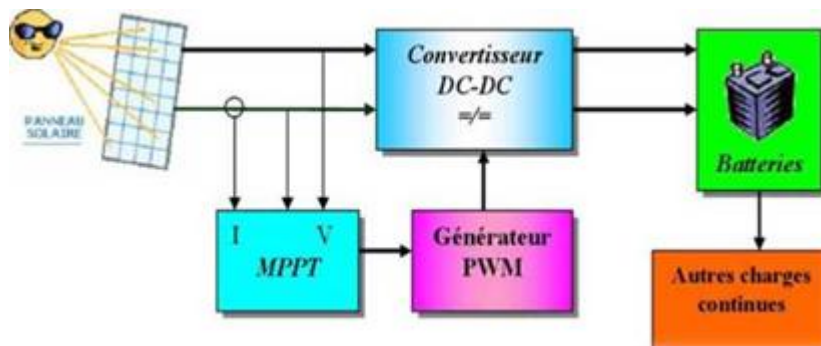 PANNEAU
SOLAIRE
Convertisseur
DC-DC
=/=
Batteries
I V
MPPT
Générateur
PWM
Autres charges
continues